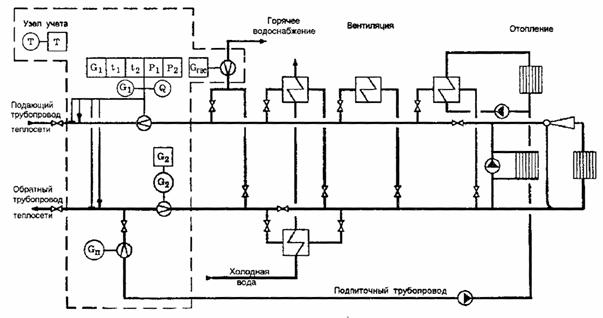 Узел учета
T T
Горячее
водоснабжение
Вентиляция
Отопление
G₁ t₁ t₂ P₁ P₂ Gгвс
G₁ Q
Подающий
трубопровод
теплосети
G₂
G₂
Обратный
трубопровод
теплосети
Gп
Холодная
вода
Подпиточный трубопровод